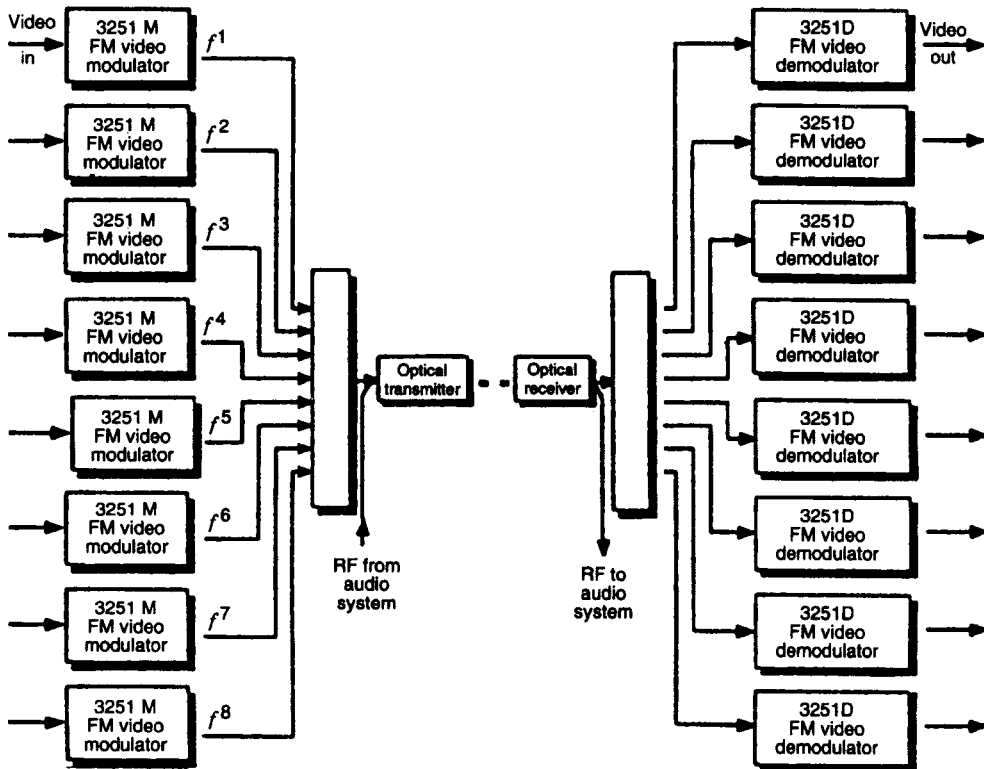 Video
in
3251 M
FM video
modulator
f1
3251 M
FM video
modulator
f2
3251 M
FM video
modulator
f3
3251 M
FM video
modulator
f4
3251 M
FM video
modulator
f5
3251 M
FM video
modulator
f6
3251 M
FM video
modulator
f7
3251 M
FM video
modulator
f8
Optical
transmitter
RF from
audio
system
Optical
receiver
RF to
audio
system
3251D
FM video
demodulator
Video
out
3251D
FM video
demodulator
3251D
FM video
demodulator
3251D
FM video
demodulator
3251D
FM video
demodulator
3251D
FM video
demodulator
3251D
FM video
demodulator
3251D
FM video
demodulator